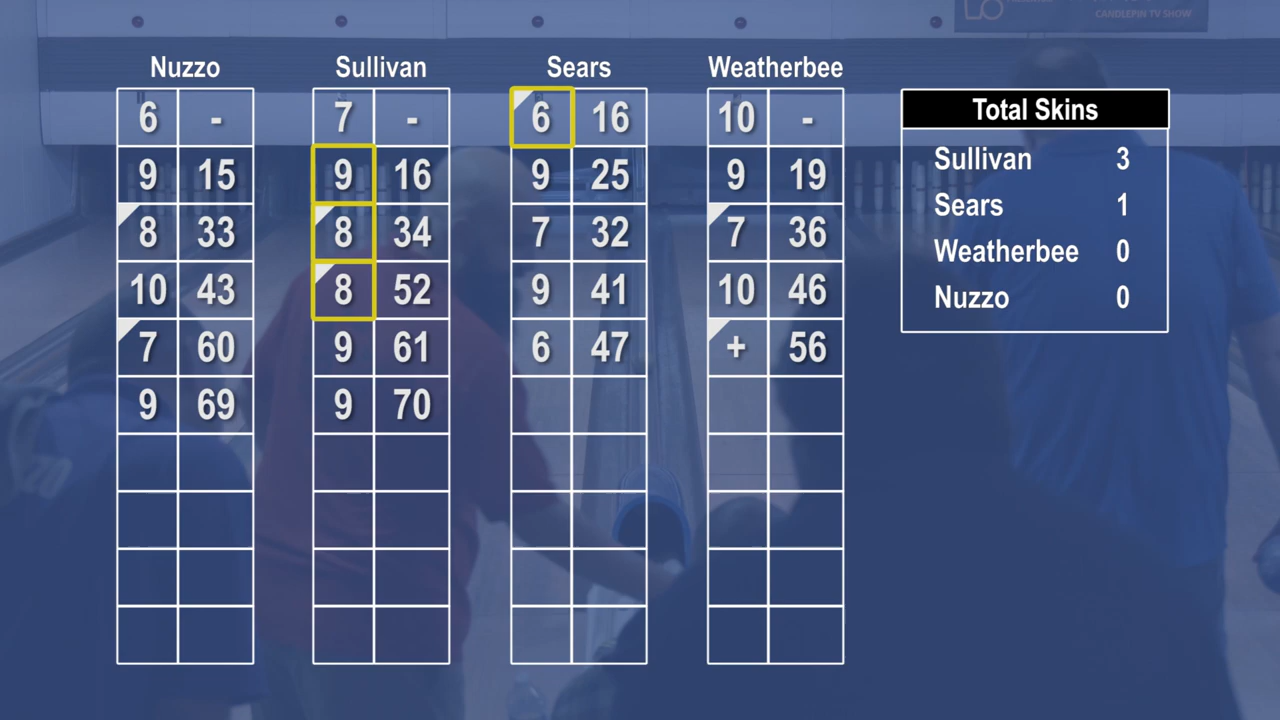 CANDLEPIN TV SHOW
Nuzzo Sullivan Sears Weatherbee
6 - 7 - 6 16 10 -
9 15 9 16 9 25 9 19
8 33 8 34 7 32 7 36
10 43 8 52 9 41 10 46
7 60 9 61 6 47 + 56
9 69 9 70
Total Skins
Sullivan 3
Sears 1
Weatherbee 0
Nuzzo 0